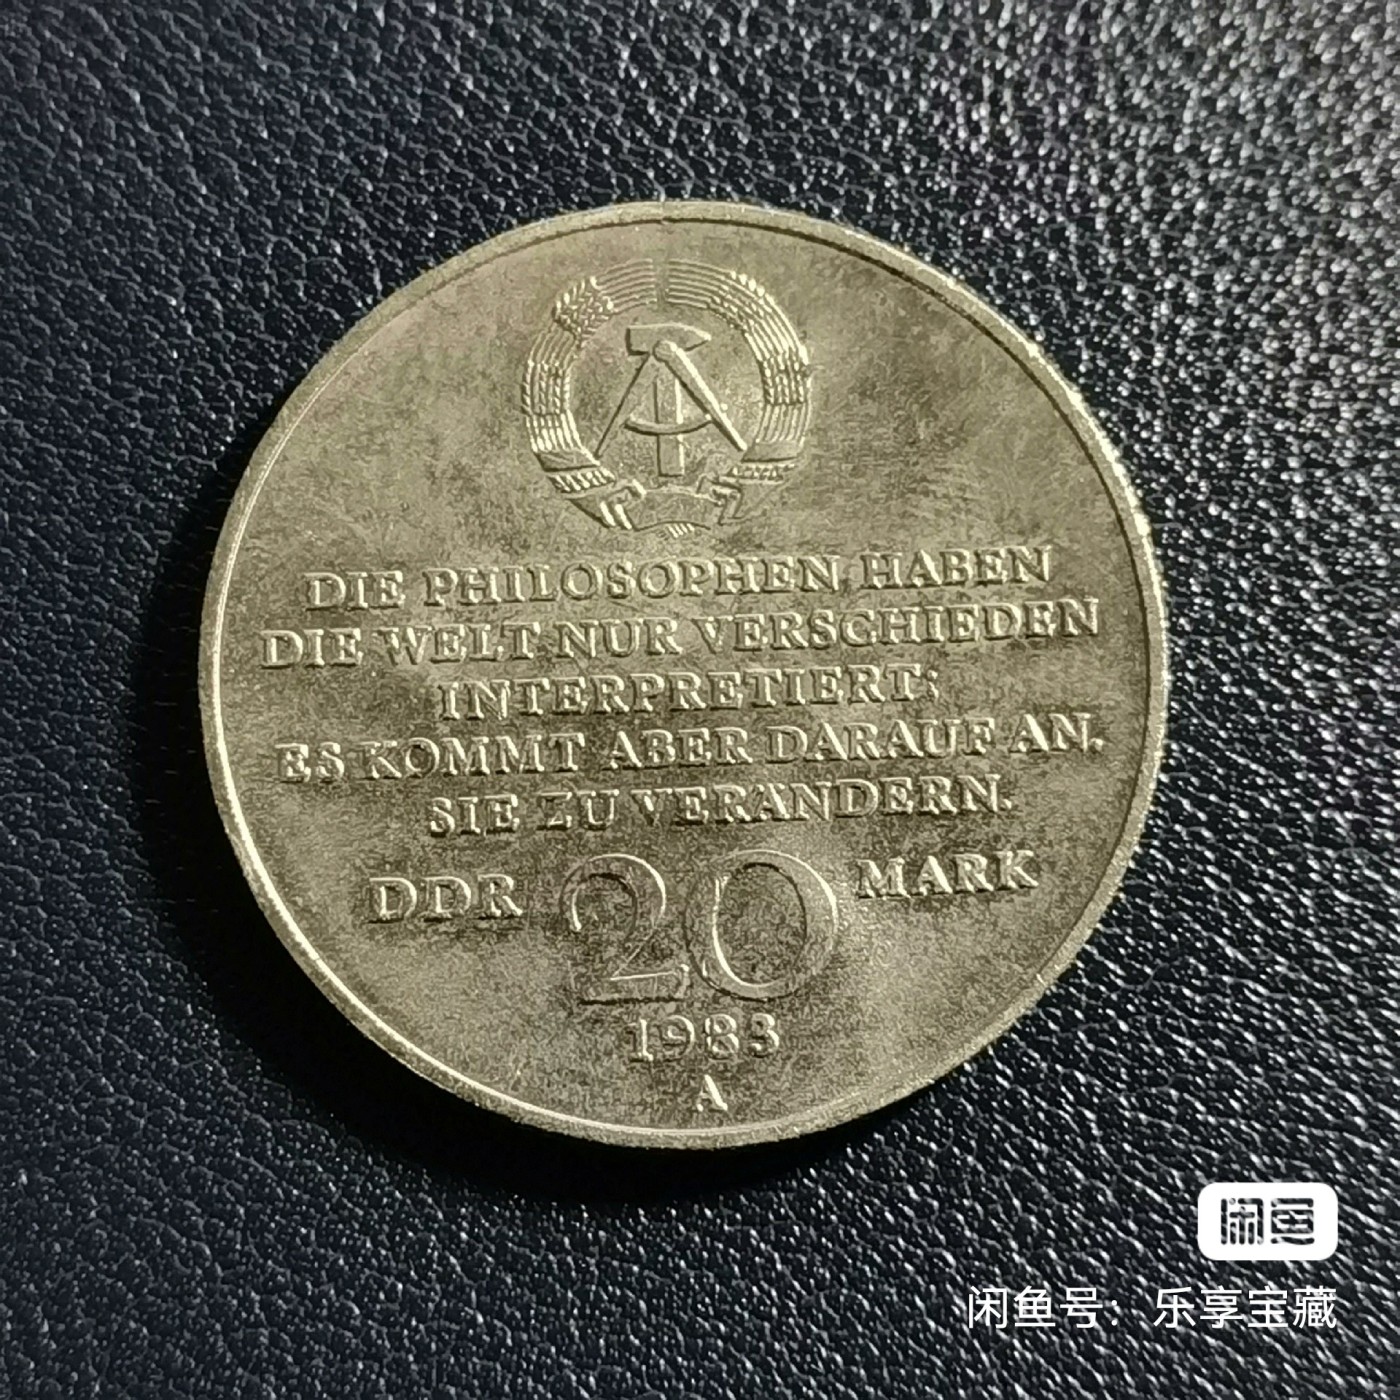 DIE PHILOSOPHEN HABEN
DIE WELT NUR VERSCHIEDEN
INTERPRETIERT;
ES KOMMT ABER DARAUF AN,
SIE ZU VERÄNDERN.
DDR 20 MARK
1983
A
闲鱼
闲鱼号：乐享宝藏